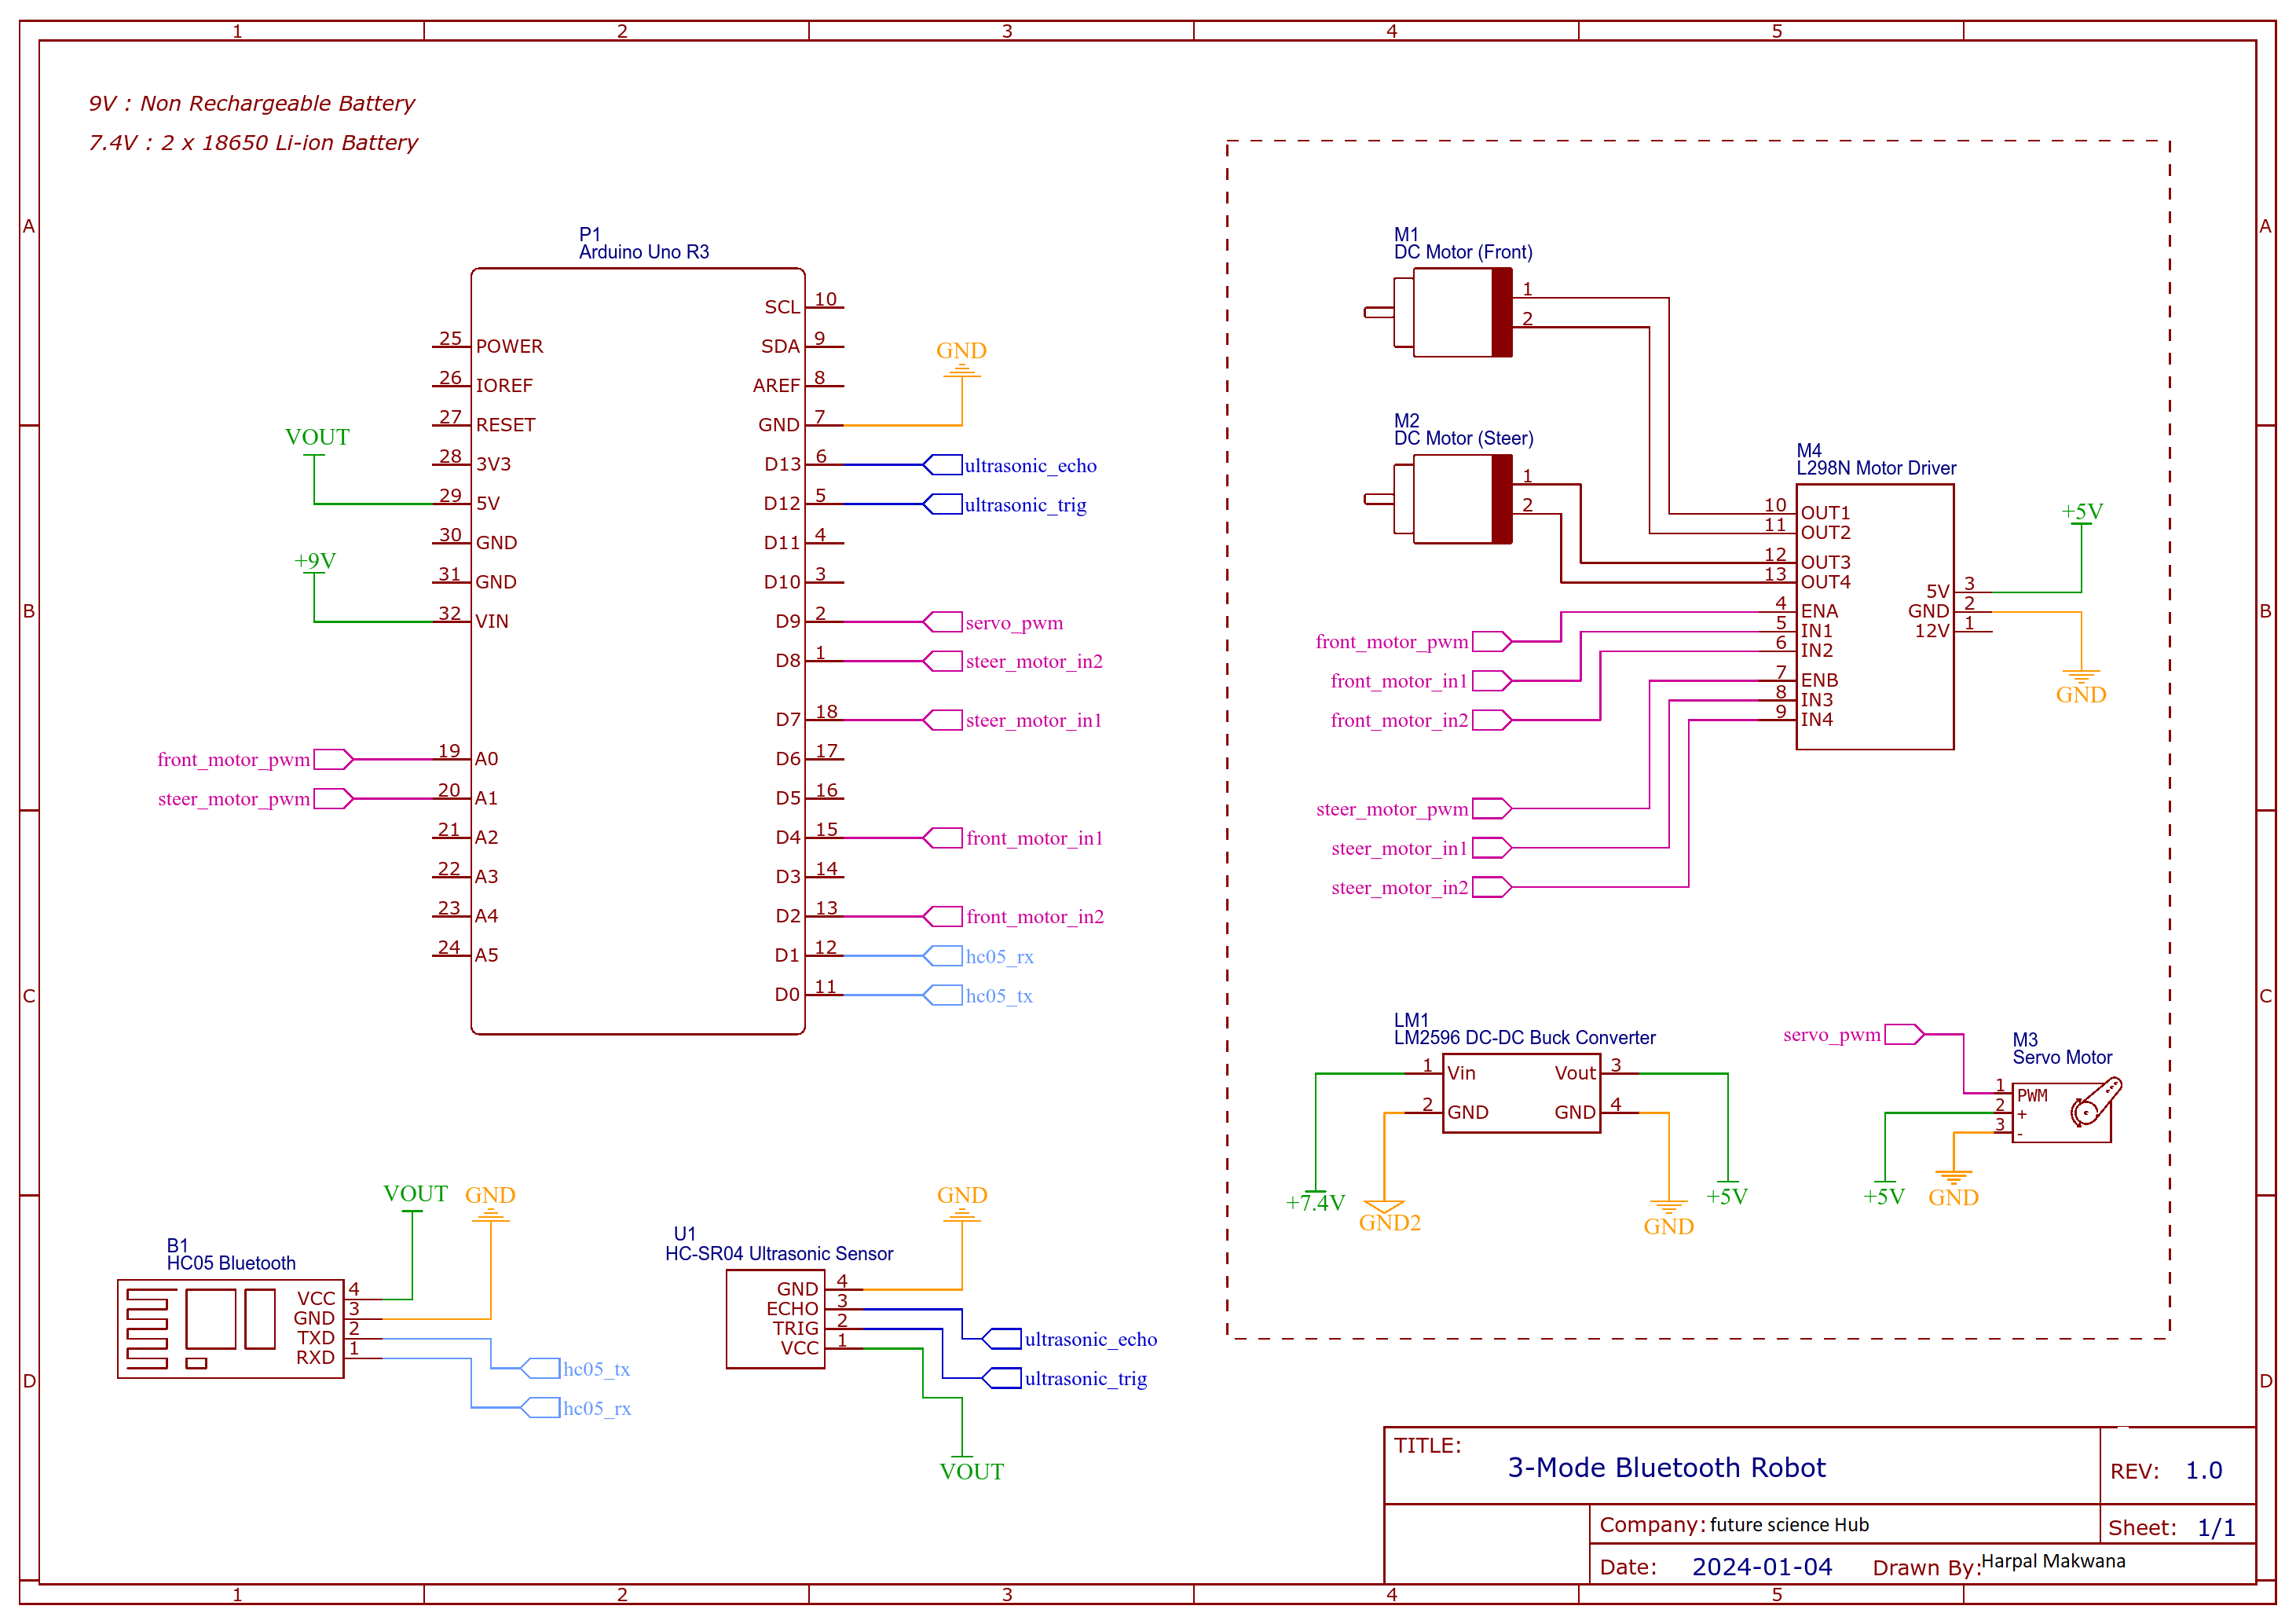 1 2 3 4 5
9V : Non Rechargeable Battery
7.4V : 2 x 18650 Li-ion Battery
A
A
B
B
C
C
D
D
P1
Arduino Uno R3
25 POWER
26 IOREF
27 RESET
28 3V3
VOUT
29 5V
30 GND
31 GND
+9V
32 VIN
front_motor_pwm 19 A0
steer_motor_pwm 20 A1
21 A2
22 A3
23 A4
24 A5
SCL 10
SDA 9
AREF 8
GND 7
GND
D13 6 ultrasonic_echo
D12 5 ultrasonic_trig
D11 4
D10 3
D9 2 servo_pwm
D8 1 steer_motor_in2
D7 18 steer_motor_in1
D6 17
D5 16
D4 15 front_motor_in1
D3 14
D2 13 front_motor_in2
D1 12 hc05_rx
D0 11 hc05_tx
M1
DC Motor (Front)
1
2
M2
DC Motor (Steer)
1
2
M4
L298N Motor Driver
10 OUT1
11 OUT2
12 OUT3
13 OUT4
4 ENA
5 IN1
6 IN2
7 ENB
8 IN3
9 IN4
5V 3
GND 2
12V 1
+5V
GND
front_motor_pwm
front_motor_in1
front_motor_in2
steer_motor_pwm
steer_motor_in1
steer_motor_in2
LM1
LM2596 DC-DC Buck Converter
1 Vin Vout 3
2 GND GND 4
+7.4V
GND2
GND
+5V
servo_pwm
M3
Servo Motor
1 PWM
2 +
3 -
+5V
GND
VOUT GND
B1
HC05 Bluetooth
VCC 4
GND 3
TXD 2
RXD 1
hc05_tx
hc05_rx
GND
U1
HC-SR04 Ultrasonic Sensor
GND 4
ECHO 3
TRIG 2
VCC 1
ultrasonic_echo
ultrasonic_trig
VOUT
TITLE:
3-Mode Bluetooth Robot
REV: 1.0
Company: future science Hub
Sheet: 1/1
Date: 2024-01-04
Drawn By: Harpal Makwana
1 2 3 4 5